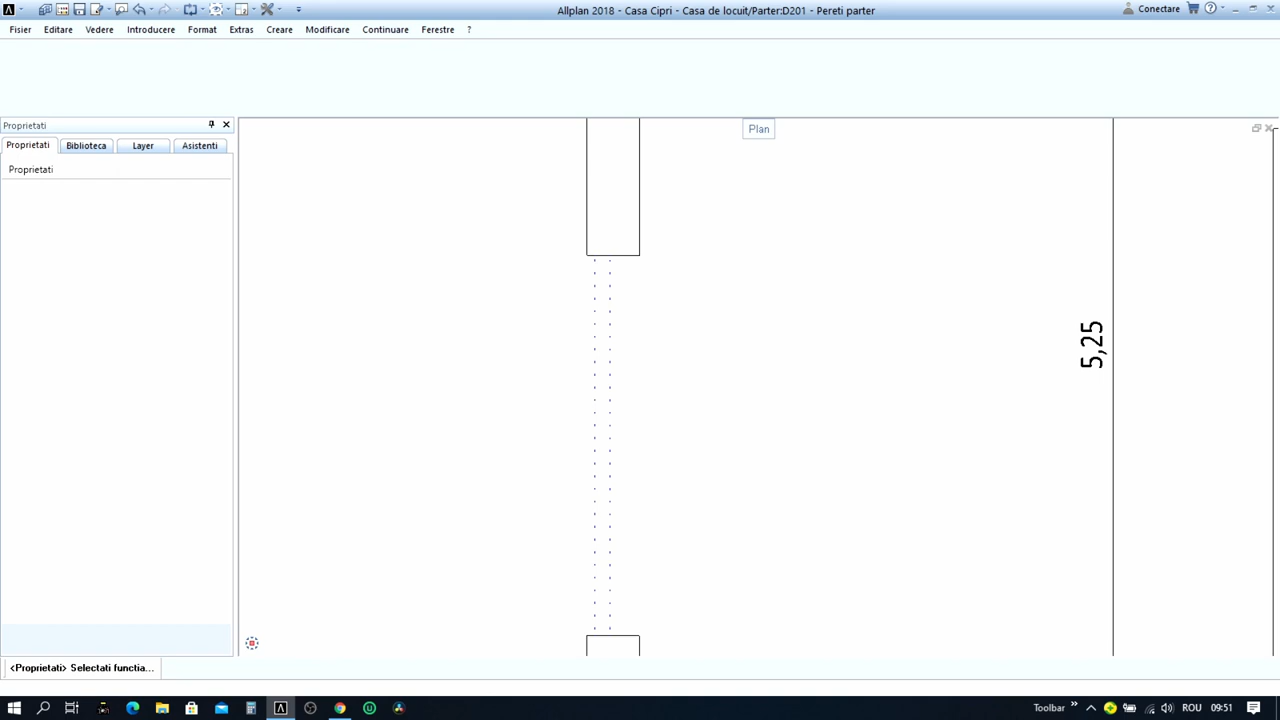 Allplan 2018 - Casa Cipri - Casa de locuit/Parter:D201 - Pereti parter
Conectare
Fisier Editare Vedere Introducere Format Extras Creare Modificare Continuare Ferestre ?
Proprietati
Proprietati Biblioteca Layer Asistenti
Proprietati
Plan
5,25
<Proprietati> Selectati functia...
Toolbar
ROU
09:51